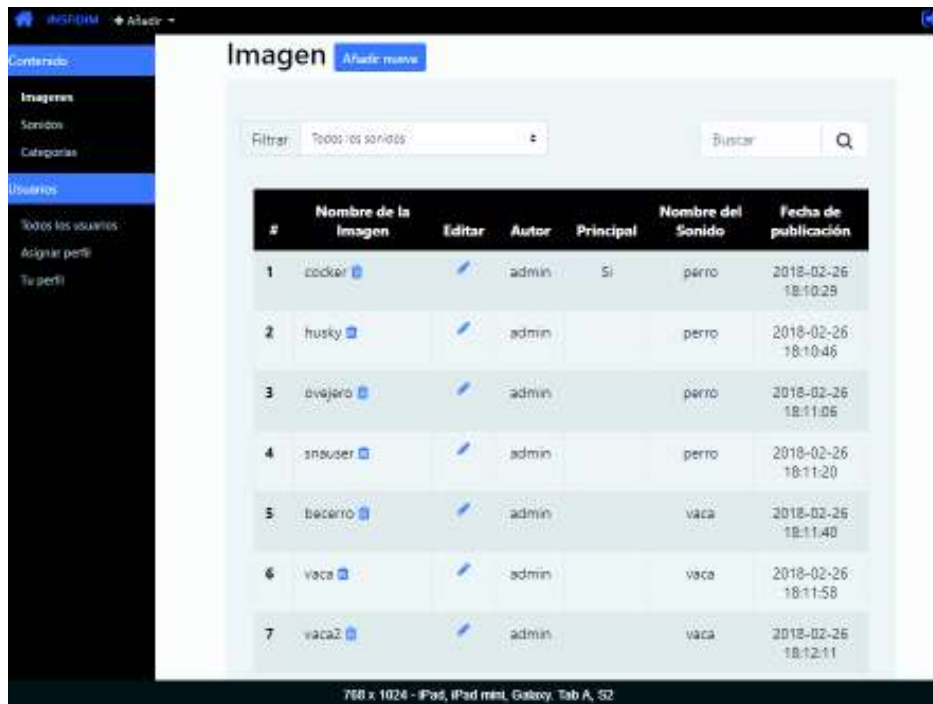 Añadir
Contenido
Imagenes
Sonidos
Categorias
Usuarios
Todos los usuarios
Asignar perfil
Tu perfil
Imagen Añadir nueva
Filtrar Todos los sonidos Buscar
# Nombre de la Imagen Editar Autor Principal Nombre del Sonido Fecha de publicación
1 cocker admin Si perro 2018-02-26 18:10:29
2 husky admin perro 2018-02-26 18:10:46
3 ovejero admin perro 2018-02-26 18:11:06
4 snauser admin perro 2018-02-26 18:11:20
5 becerro admin vaca 2018-02-26 18:11:40
6 vaca admin vaca 2018-02-26 18:11:58
7 vaca2 admin vaca 2018-02-26 18:12:11
768 x 1024 - iPad, iPad mini, Galaxy. Tab A, S2